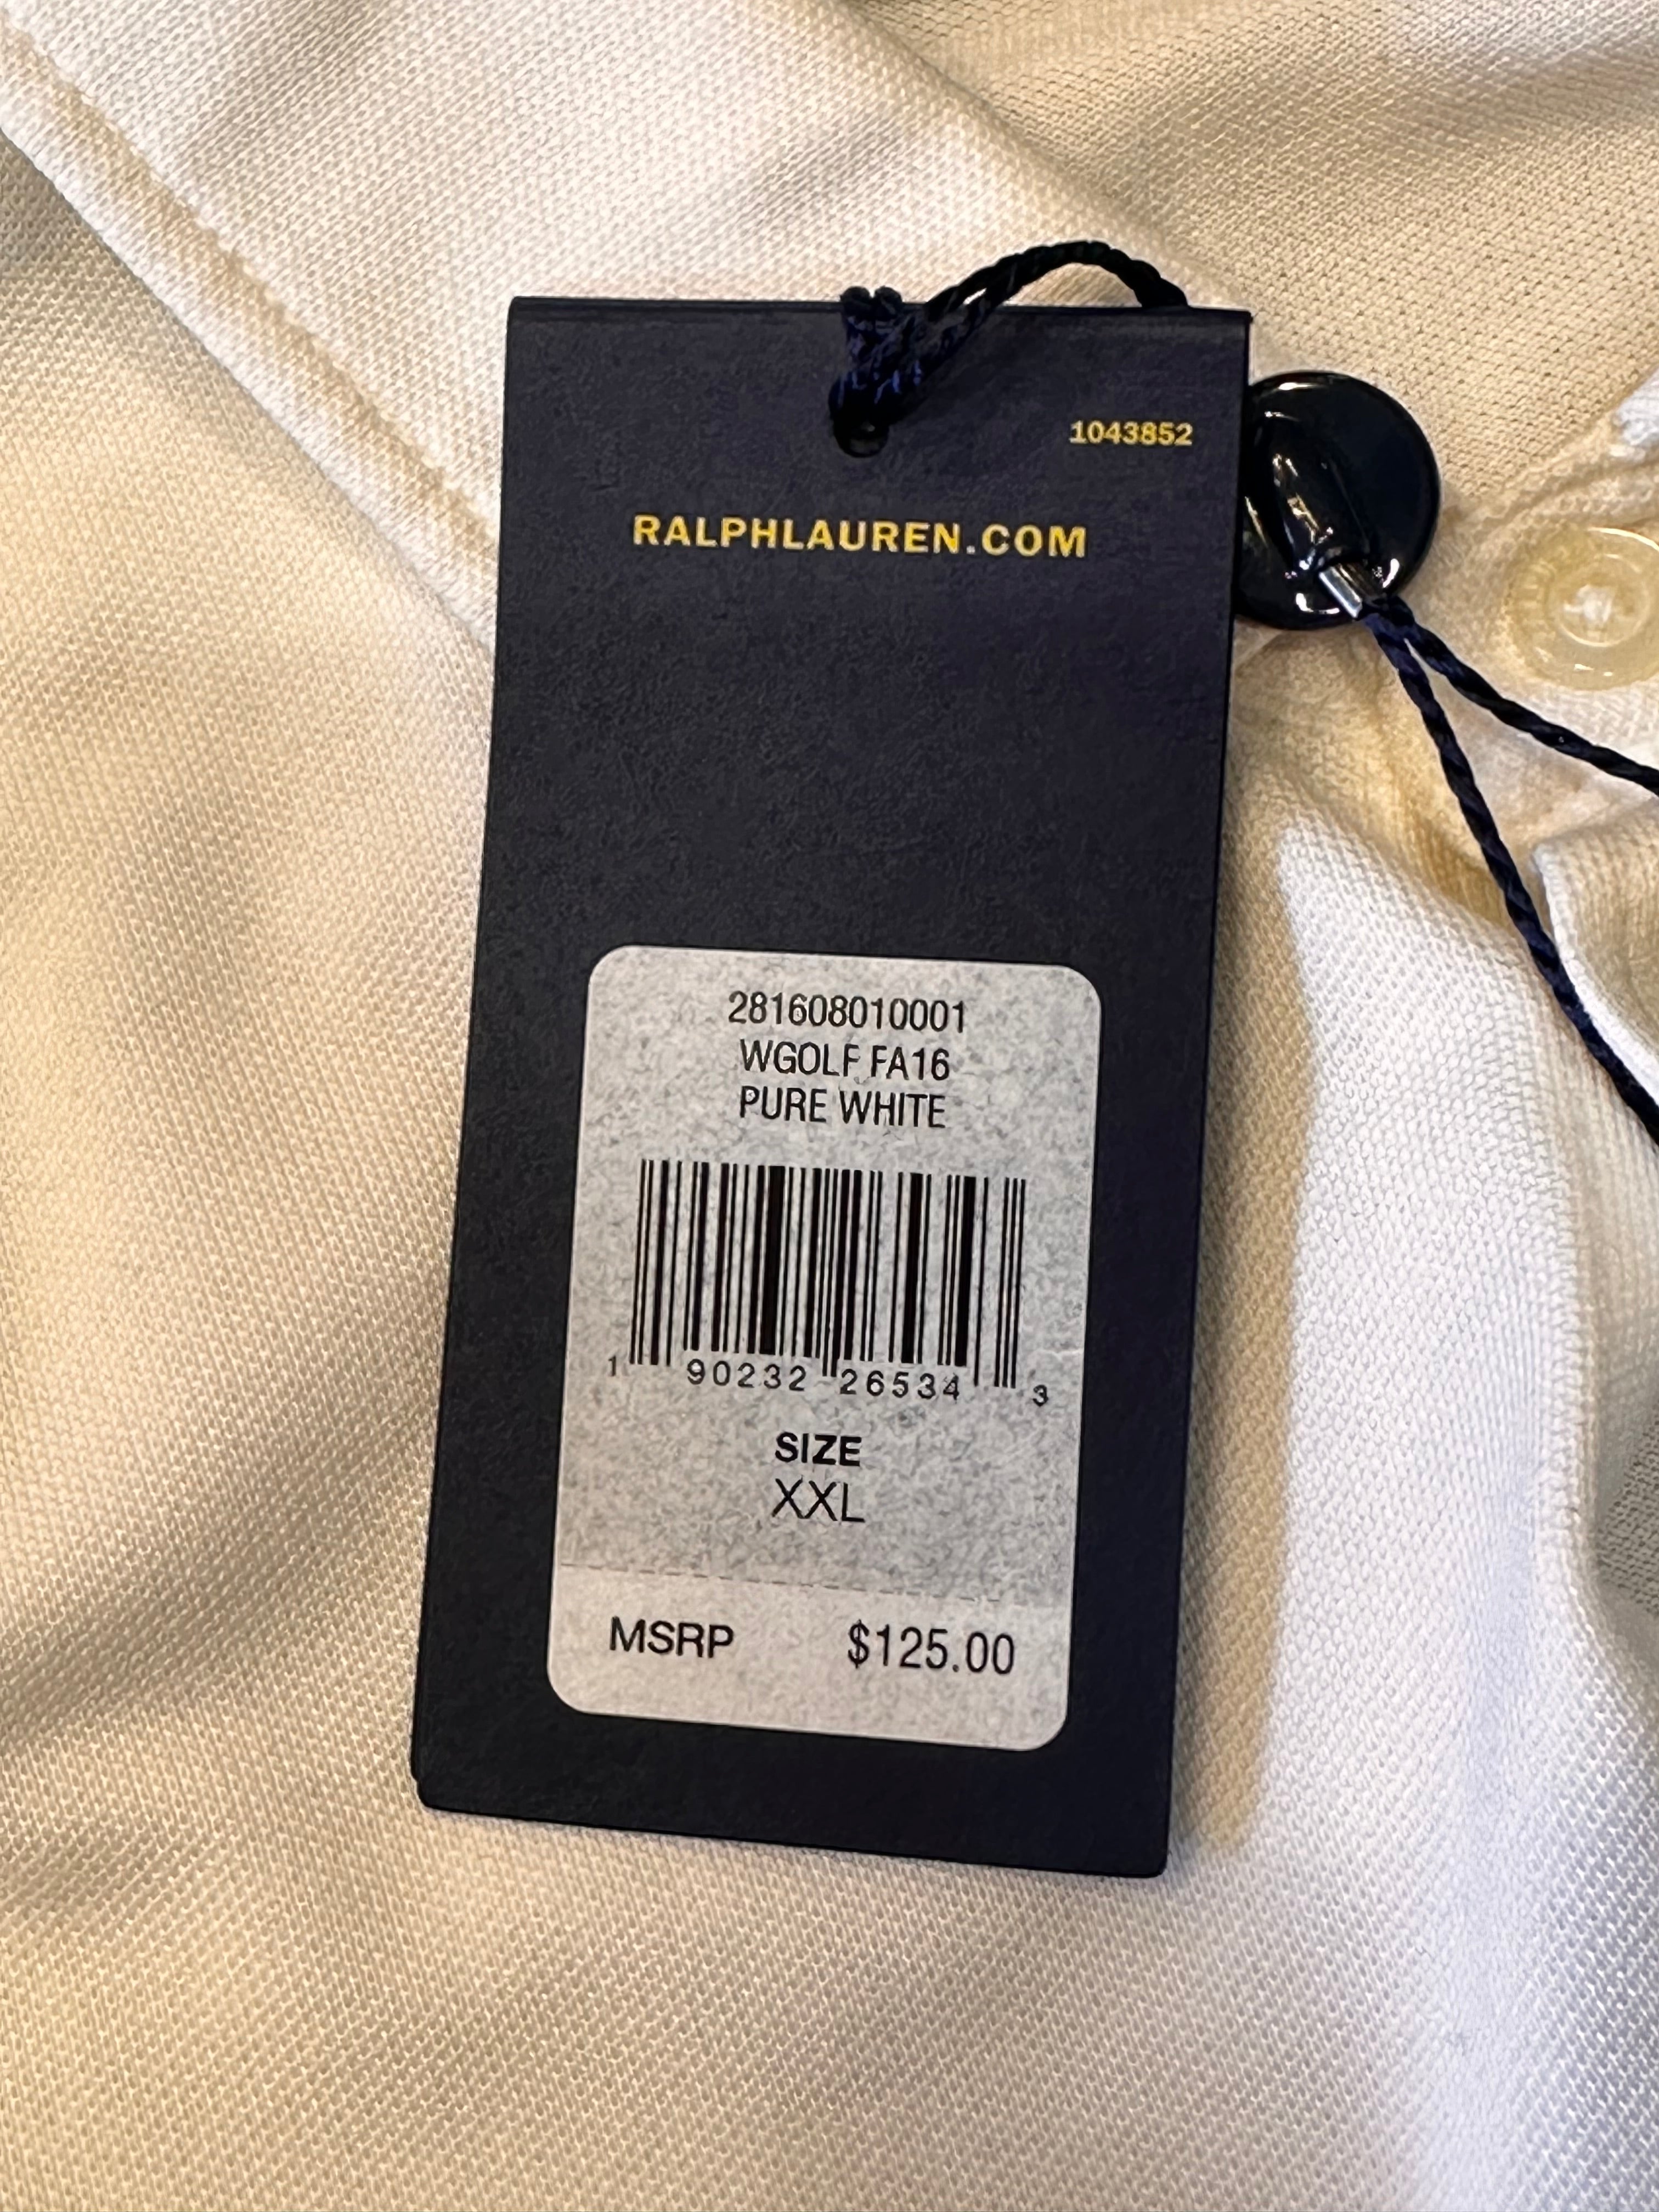 1043852
RALPHLAUREN.COM
281608010001
WGOLF FA16
PURE WHITE
1 90232 26534 3
SIZE
XXL
MSRP $125.00